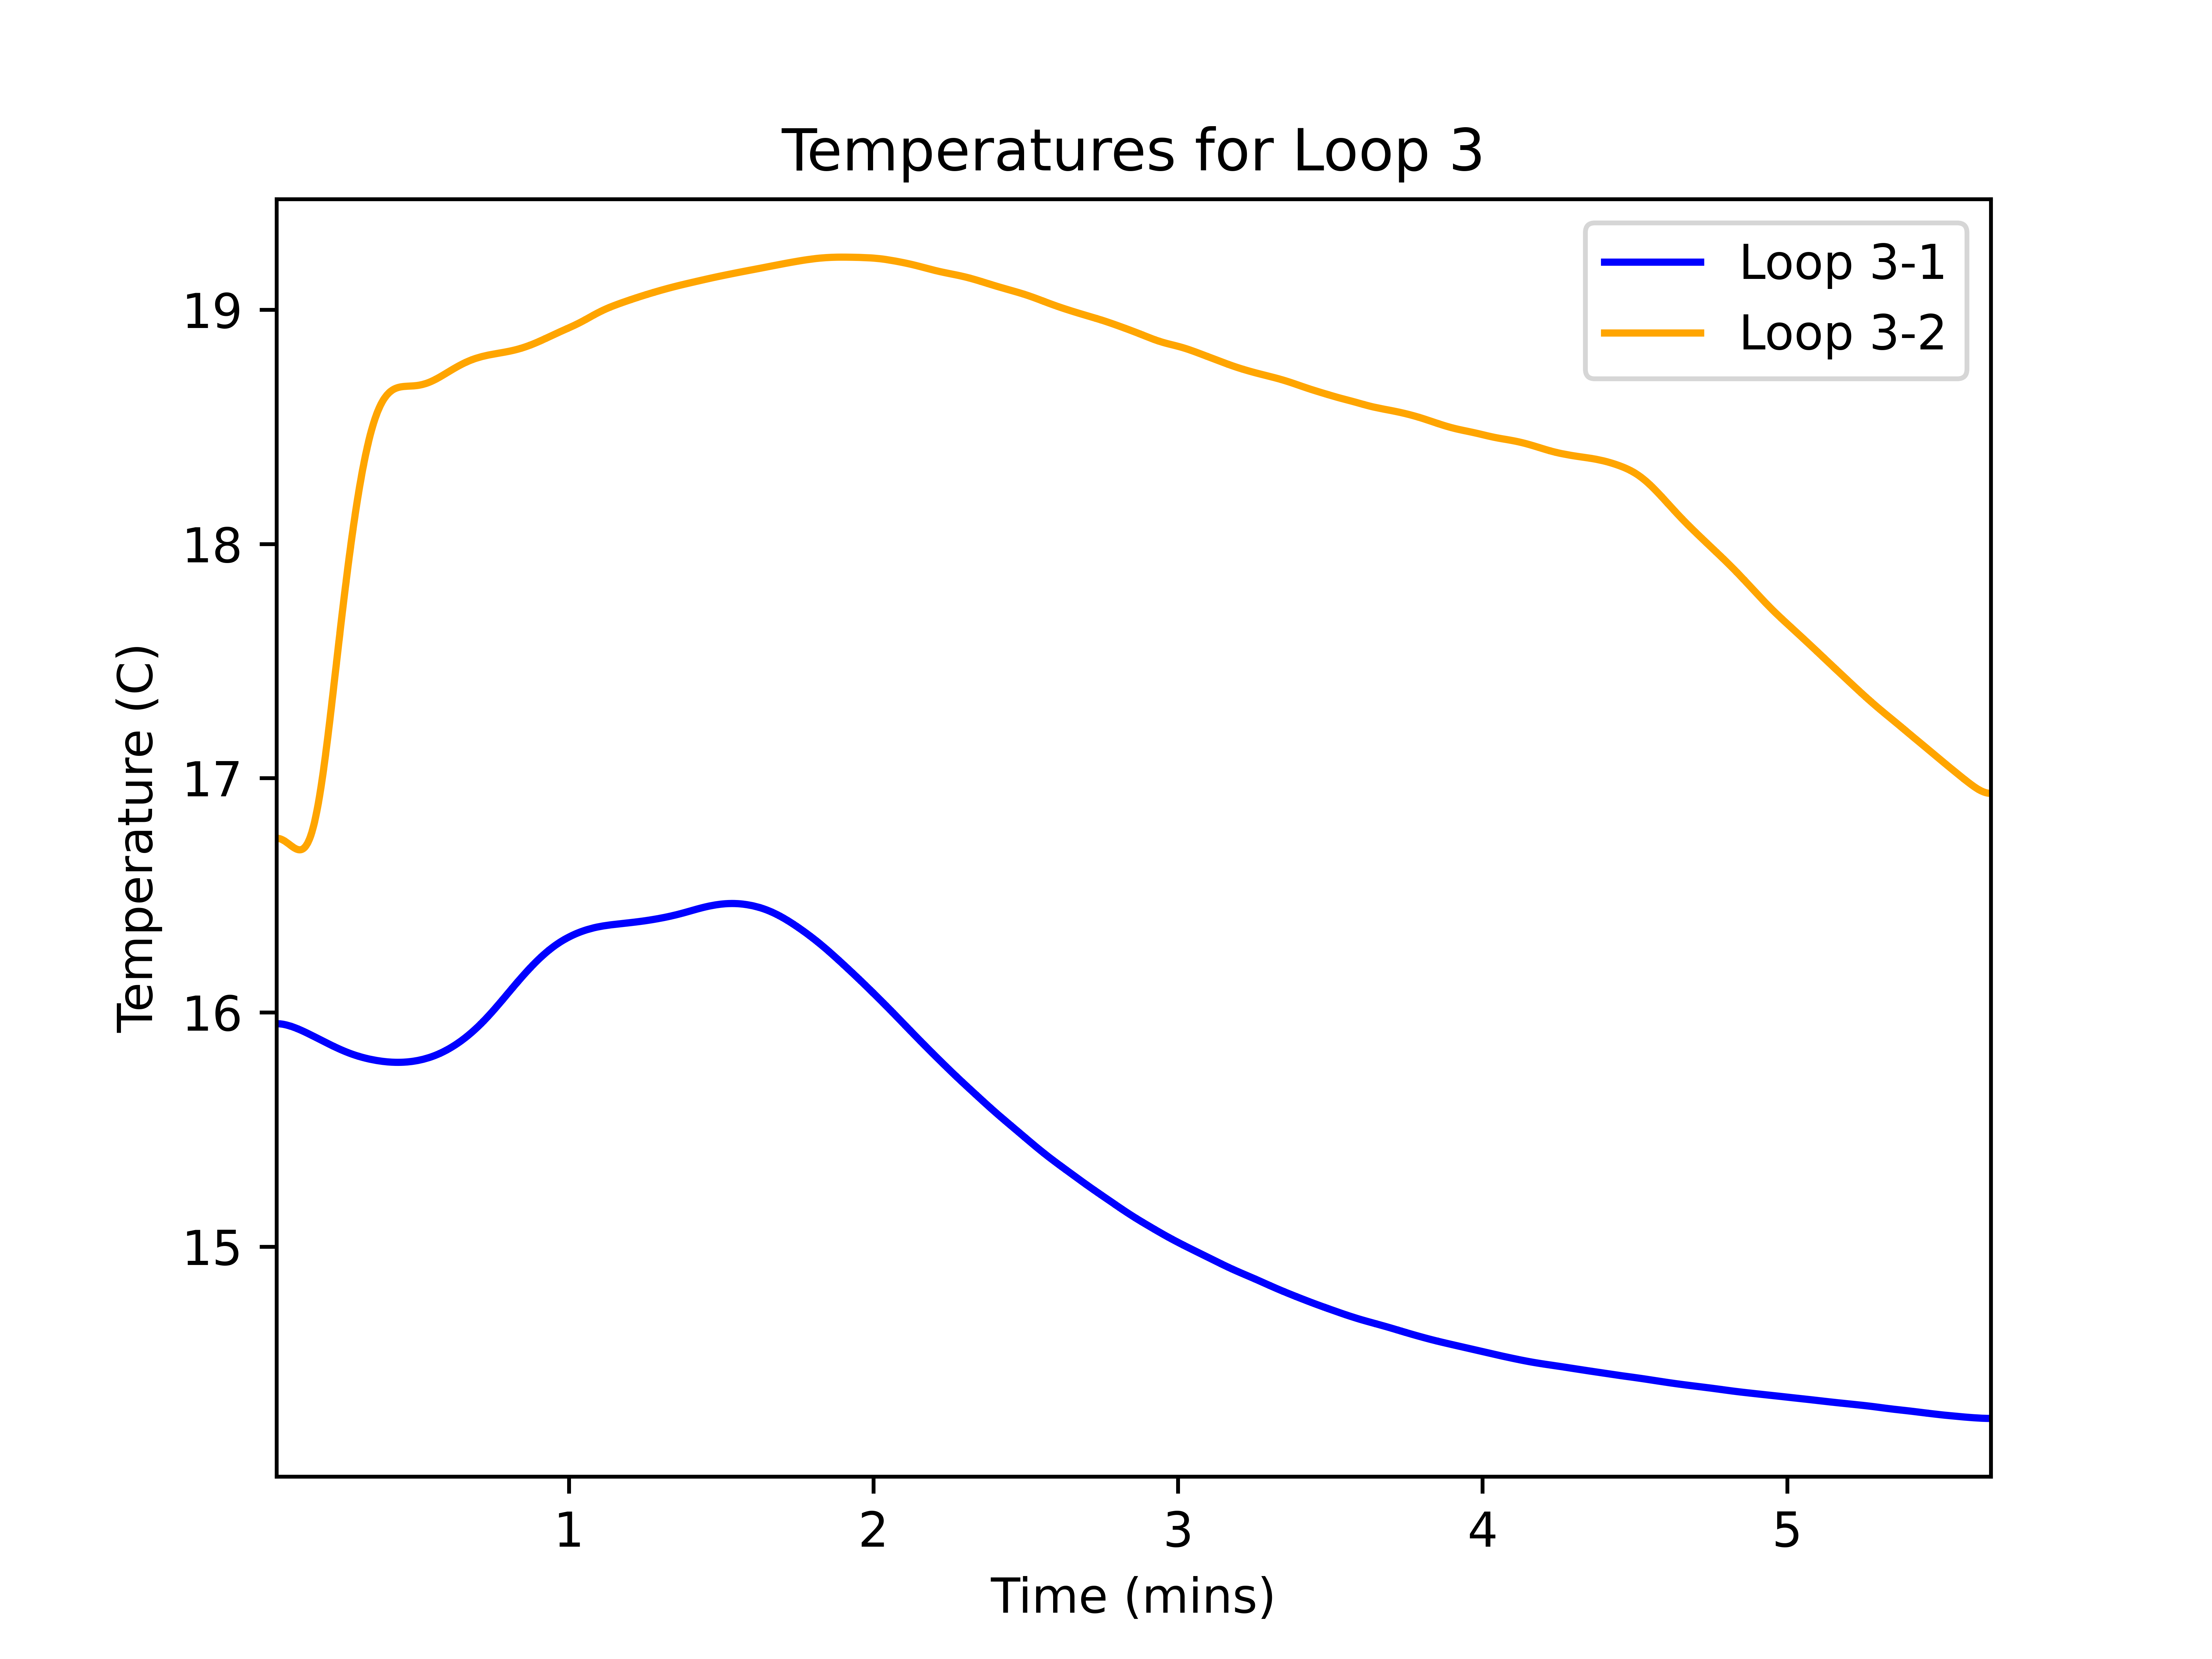 Temperatures for Loop 3
Loop 3-1
Loop 3-2
Temperature (C)
19
18
17
16
15
1 2 3 4 5
Time (mins)